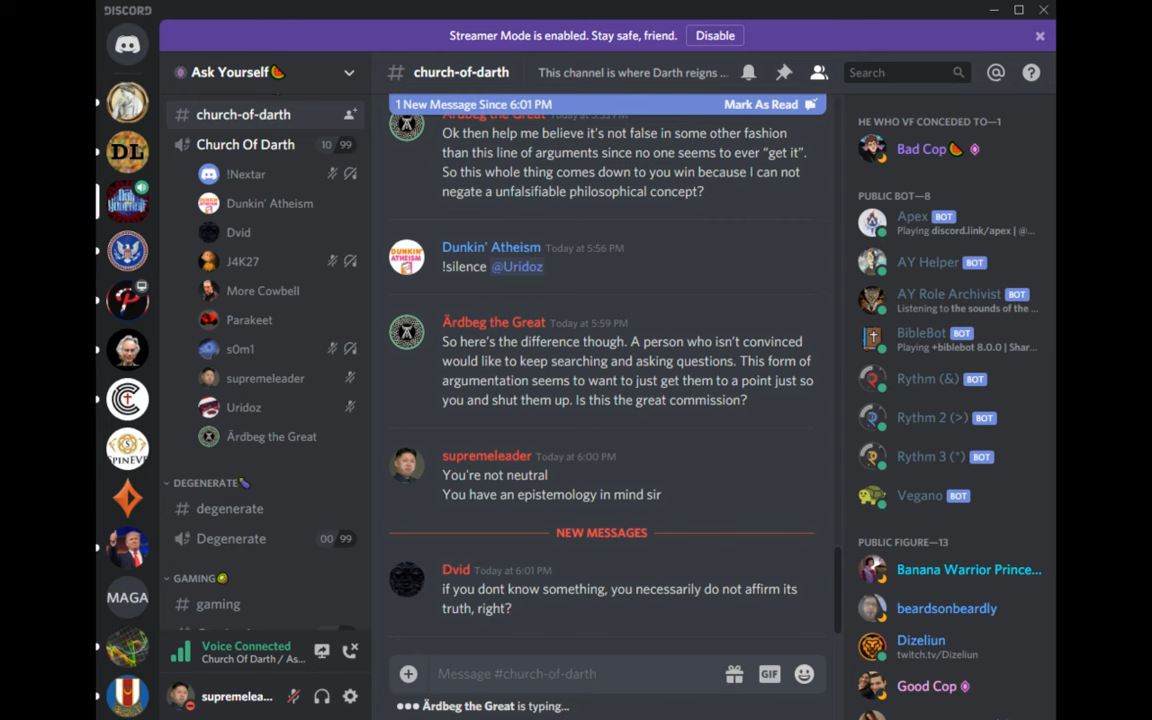 DISCORD
Streamer Mode is enabled. Stay safe, friend. Disable
Ask Yourself
# church-of-darth
Church Of Darth 10 99
!Nextar
Dunkin' Atheism
Dvid
J4K27
More Cowbell
Parakeet
s0m1
supremeleader
Uridoz
Ärdbeg the Great
DEGENERATE
# degenerate
Degenerate 00 99
GAMING
# gaming
Voice Connected
Church Of Darth / As...
supremelea...
DL
SPINEVE
MAGA
# church-of-darth This channel is where Darth reigns ...
Search
1 New Message Since 6:01 PM Mark As Read
Ärdbeg the Great
Ok then help me believe it's not false in some other fashion
than this line of arguments since no one seems to ever “get it”.
So this whole thing comes down to you win because I can not
negate a unfalsifiable philosophical concept?
Dunkin' Atheism Today at 5:56 PM
!silence @Uridoz
Ärdbeg the Great Today at 5:59 PM
So here's the difference though. A person who isn't convinced
would like to keep searching and asking questions. This form of
argumentation seems to want to just get them to a point just so
you and shut them up. Is this the great commission?
supremeleader Today at 6:00 PM
You're not neutral
You have an epistemology in mind sir
NEW MESSAGES
Dvid Today at 6:01 PM
if you dont know something, you necessarily do not affirm its
truth, right?
Message #church-of-darth
GIF
Ärdbeg the Great is typing...
HE WHO VF CONCEDED TO—1
Bad Cop
PUBLIC BOT—8
Apex BOT
Playing discord.link/apex | @...
AY Helper BOT
AY Role Archivist BOT
Listening to the sounds of the ...
BibleBot BOT
Playing +biblebot 8.0.0 | Shar...
Rythm (&) BOT
Rythm 2 (>) BOT
Rythm 3 (*) BOT
Vegano BOT
PUBLIC FIGURE—13
Banana Warrior Prince...
beardsonbeardly
Dizeliun
twitch.tv/Dizeliun
Good Cop